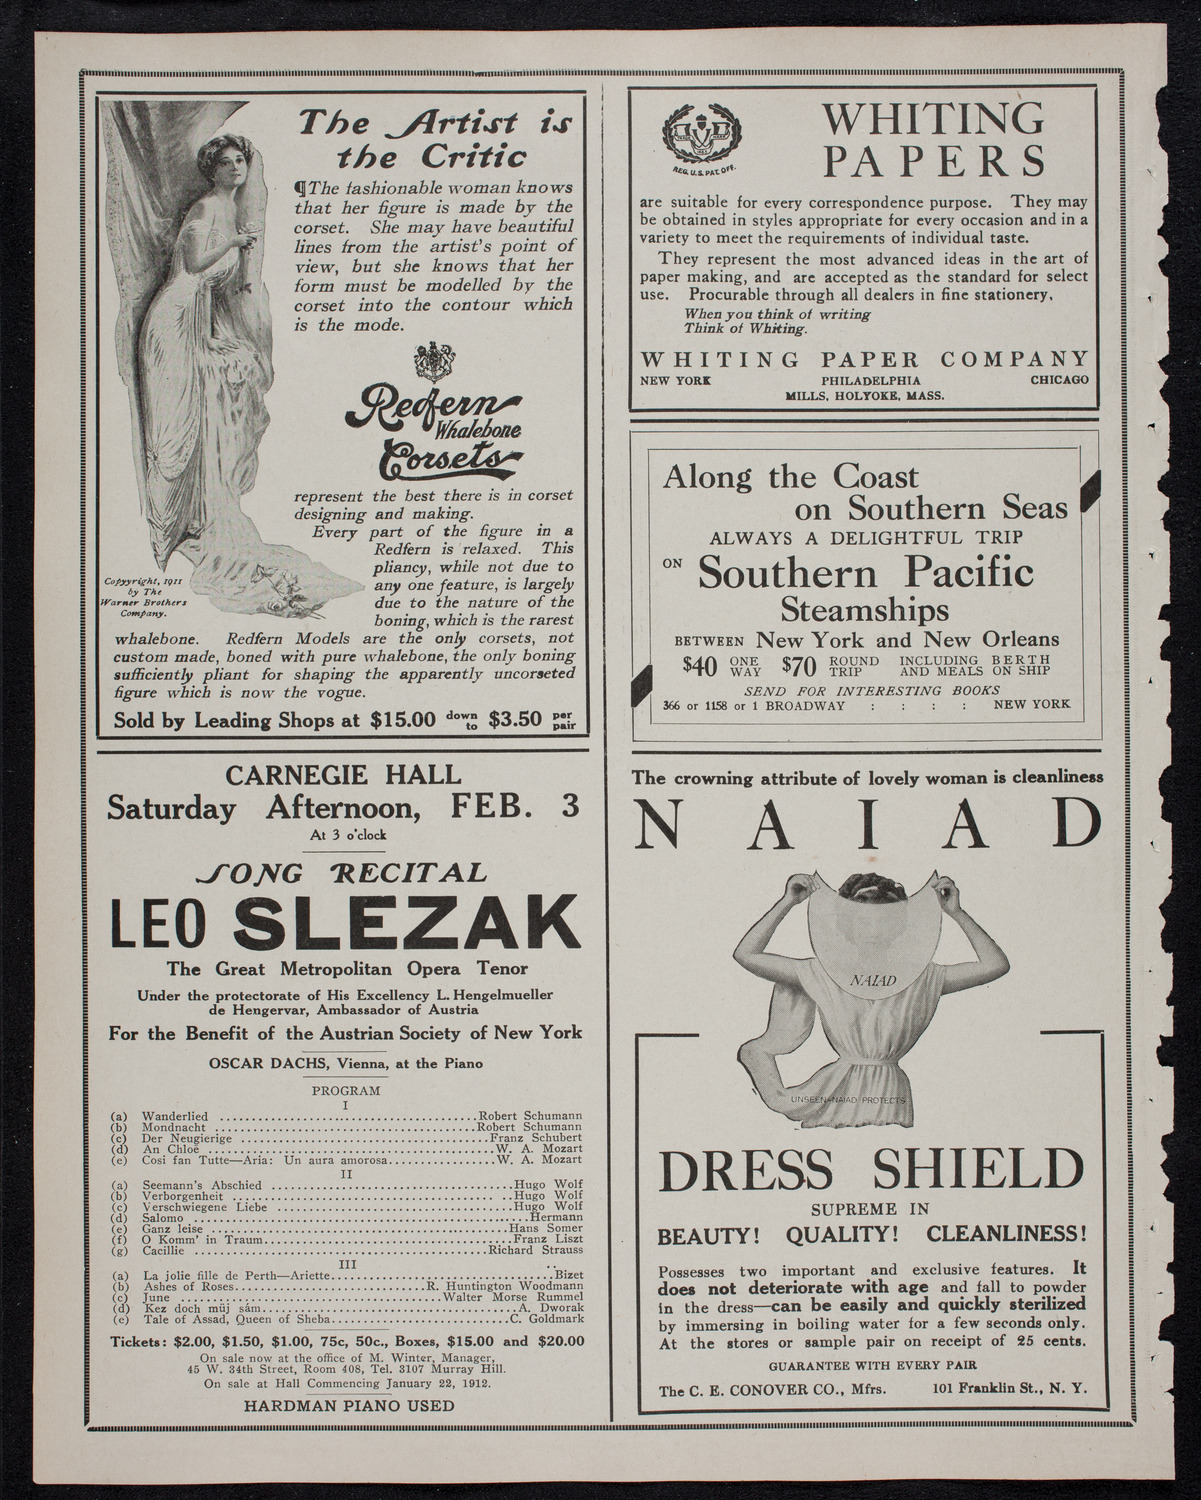 The Artist is
the Critic
¶The fashionable woman knows
that her figure is made by the
corset. She may have beautiful
lines from the artist's point of
view, but she knows that her
form must be modelled by the
corset into the contour which
is the mode.
Redfern
Whalebone
Corsets
represent the best there is in corset
designing and making.
Every part of the figure in a
Redfern is relaxed. This
pliancy, while not due to
any one feature, is largely
due to the nature of the
boning, which is the rarest
Copyright, 1911
by The
Warner Brothers
Company.
whalebone. Redfern Models are the only corsets, not
custom made, boned with pure whalebone, the only boning
sufficiently pliant for shaping the apparently uncorseted
figure which is now the vogue.
Sold by Leading Shops at $15.00 down to $3.50 per pair
CARNEGIE HALL
Saturday Afternoon, FEB. 3
At 3 o'clock
SONG RECITAL
LEO SLEZAK
The Great Metropolitan Opera Tenor
Under the protectorate of His Excellency L. Hengelmueller
de Hengervar, Ambassador of Austria
For the Benefit of the Austrian Society of New York
OSCAR DACHS, Vienna, at the Piano
PROGRAM
I
(a) Wanderlied ........ Robert Schumann
(b) Mondnacht ........ Robert Schumann
(c) Der Neugierige ........ Franz Schubert
(d) An Chloe ........ W. A. Mozart
(e) Cosi fan Tutte—Aria: Un aura amorosa ........ W. A. Mozart
II
(a) Seemann's Abschied ........ Hugo Wolf
(b) Verborgenheit ........ Hugo Wolf
(c) Verschwiegene Liebe ........ Hugo Wolf
(d) Salomo ........ Hermann
(e) Ganz leise ........ Hans Somer
(f) O Komm' in Traum ........ Franz Liszt
(g) Cacillie ........ Richard Strauss
III
(a) La jolie fille de Perth—Ariette ........ Bizet
(b) Ashes of Roses ........ R. Huntington Woodmann
(c) June ........ Walter Morse Rummel
(d) Kez doch müj sám ........ A. Dworak
(e) Tale of Assad, Queen of Sheba ........ C. Goldmark
Tickets: $2.00, $1.50, $1.00, 75c, 50c., Boxes, $15.00 and $20.00
On sale now at the office of M. Winter, Manager,
45 W. 34th Street, Room 408, Tel. 3107 Murray Hill.
On sale at Hall Commencing January 22, 1912.
HARDMAN PIANO USED
REG. U.S. PAT. OFF.
WHITING
PAPERS
are suitable for every correspondence purpose. They may
be obtained in styles appropriate for every occasion and in a
variety to meet the requirements of individual taste.
They represent the most advanced ideas in the art of
paper making, and are accepted as the standard for select
use. Procurable through all dealers in fine stationery.
When you think of writing
Think of Whiting.
WHITING PAPER COMPANY
NEW YORK PHILADELPHIA CHICAGO
MILLS, HOLYOKE, MASS.
Along the Coast
on Southern Seas
ALWAYS A DELIGHTFUL TRIP
ON Southern Pacific
Steamships
BETWEEN New York and New Orleans
$40 ONE WAY $70 ROUND TRIP INCLUDING BERTH AND MEALS ON SHIP
SEND FOR INTERESTING BOOKS
366 or 1158 or 1 BROADWAY : : : : NEW YORK
The crowning attribute of lovely woman is cleanliness
NAIAD
NAIAD
UNSEEN-NAIAD PROTECTS
DRESS SHIELD
SUPREME IN
BEAUTY! QUALITY! CLEANLINESS!
Possesses two important and exclusive features. It
does not deteriorate with age and fall to powder
in the dress—can be easily and quickly sterilized
by immersing in boiling water for a few seconds only.
At the stores or sample pair on receipt of 25 cents.
GUARANTEE WITH EVERY PAIR
The C. E. CONOVER CO., Mfrs. 101 Franklin St., N. Y.